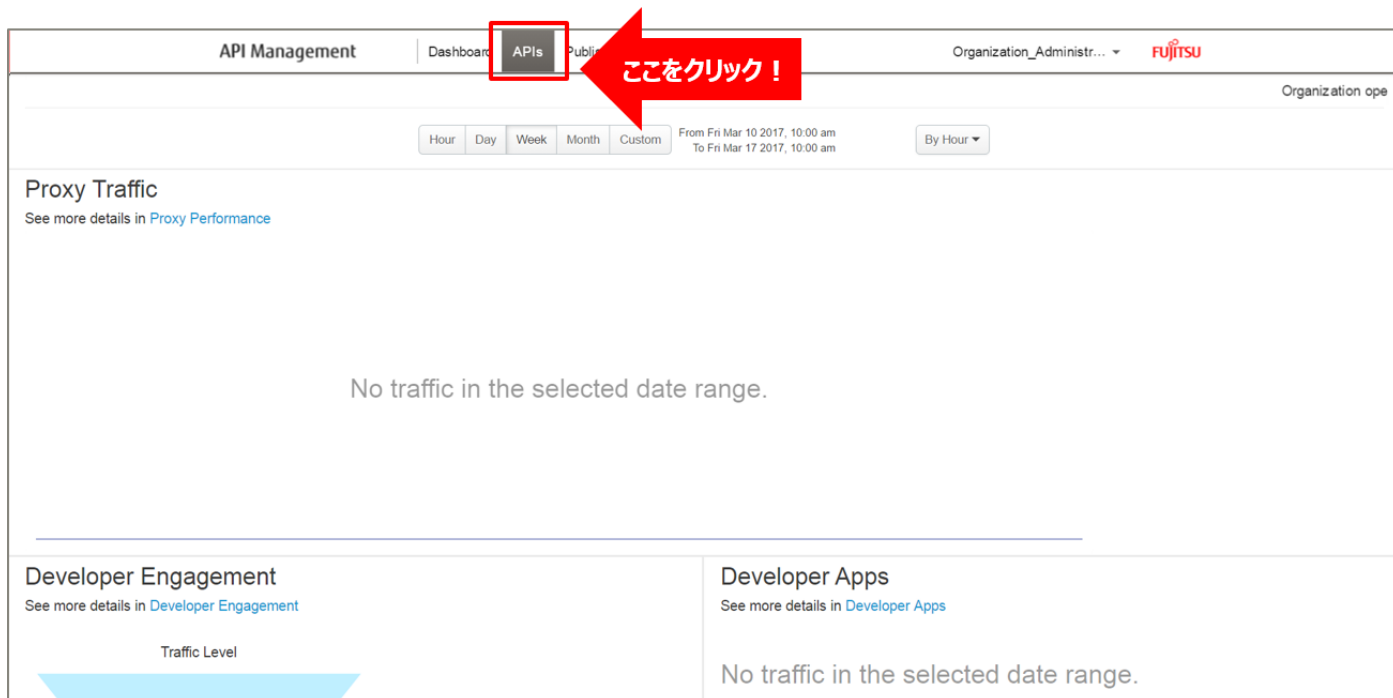 API Management
Dashboard
APIs
ここをクリック！
Organization_Administr...
FUJITSU
Organization ope
Hour Day Week Month Custom
From Fri Mar 10 2017, 10:00 am
To Fri Mar 17 2017, 10:00 am
By Hour
Proxy Traffic
See more details in Proxy Performance
No traffic in the selected date range.
Developer Engagement
See more details in Developer Engagement
Traffic Level
Developer Apps
See more details in Developer Apps
No traffic in the selected date range.